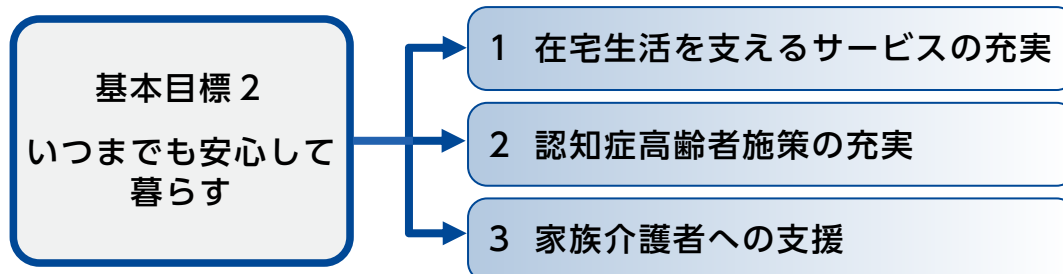 基本目標2
いつまでも安心して
暮らす
1 在宅生活を支えるサービスの充実
2 認知症高齢者施策の充実
3 家族介護者への支援